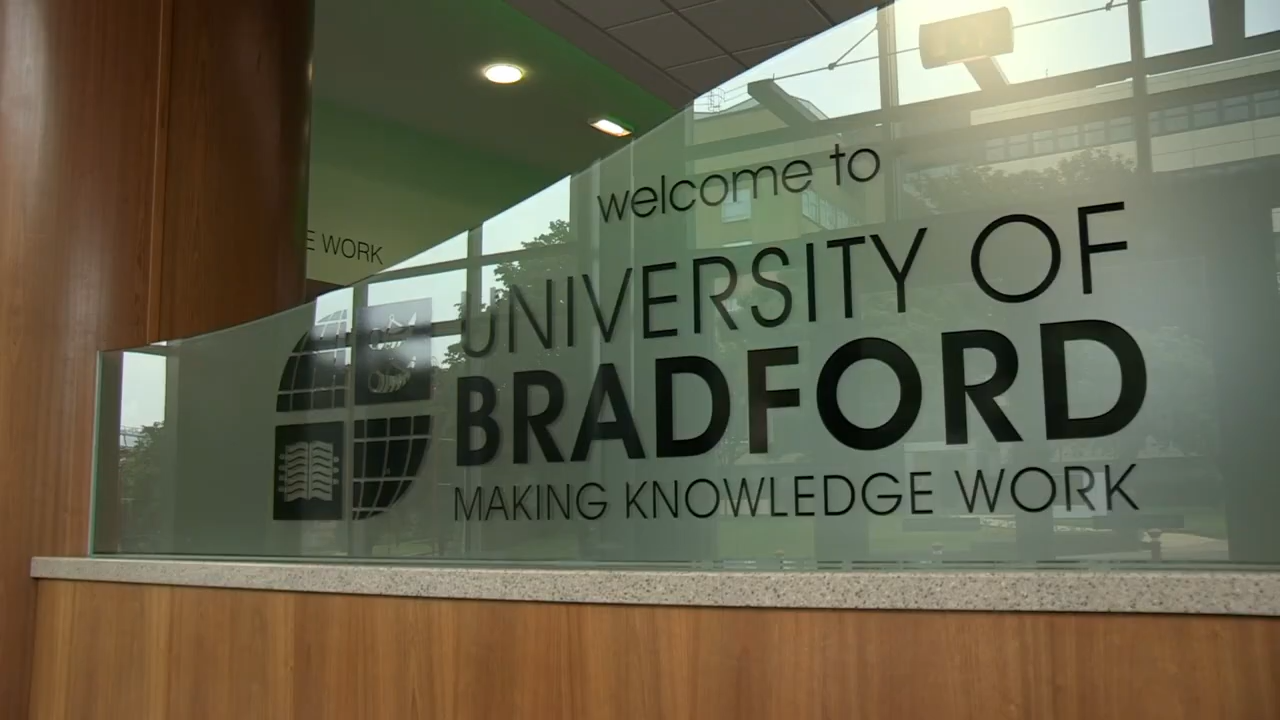 welcome to
UNIVERSITY OF
BRADFORD
MAKING KNOWLEDGE WORK
E WORK